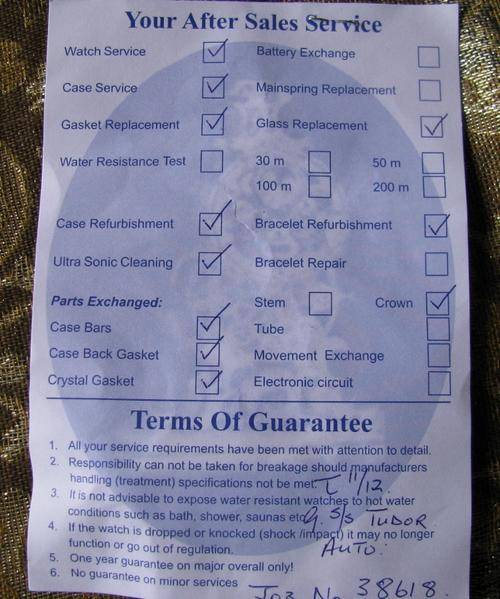 Your After Sales Service
Watch Service Battery Exchange
Case Service Mainspring Replacement
Gasket Replacement Glass Replacement
Water Resistance Test 30 m 50 m
100 m 200 m
Case Refurbishment Bracelet Refurbishment
Ultra Sonic Cleaning Bracelet Repair
Parts Exchanged: Stem Crown
Case Bars Tube
Case Back Gasket Movement Exchange
Crystal Gasket Electronic circuit
Terms Of Guarantee
1. All your service requirements have been met with attention to detail.
2. Responsibility can not be taken for breakage should manufacturers
handling (treatment) specifications not be met. 11/12.
3. It is not advisable to expose water resistant watches to hot water
conditions such as bath, shower, saunas etc S/S TUDOR
4. If the watch is dropped or knocked (shock /impact) it may no longer
function or go out of regulation. AUTO.
5. One year guarantee on major overall only!
6. No guarantee on minor services
JOB No 38618.